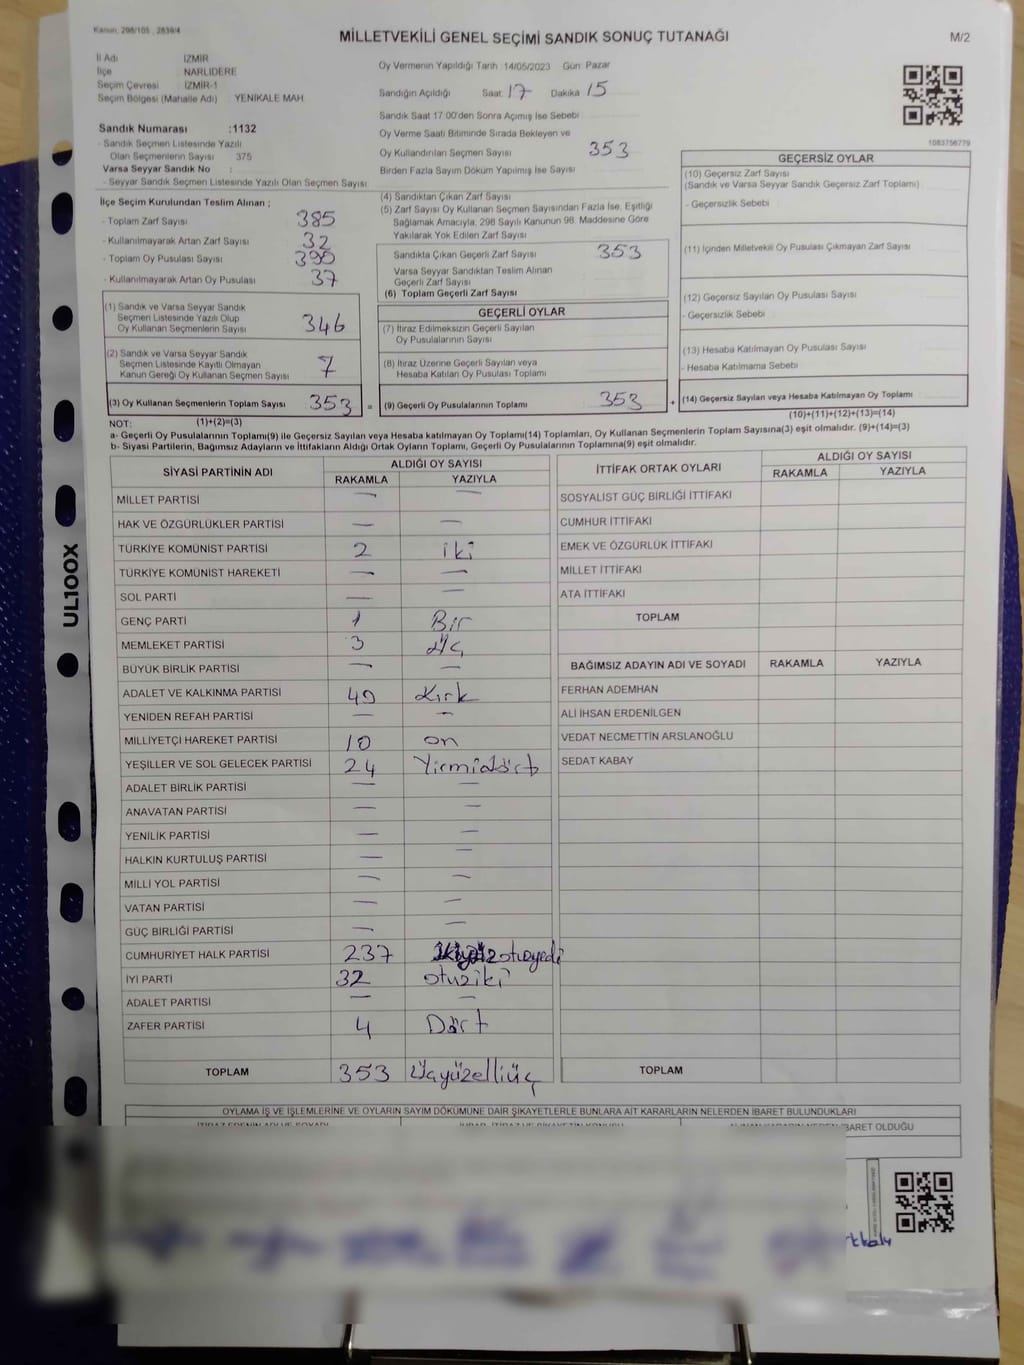 Kanun: 298/105 , 2839/4
MİLLETVEKİLİ GENEL SEÇİMİ SANDIK SONUÇ TUTANAĞI
M/2
İl Adı : İZMİR
İlçe : NARLIDERE
Seçim Çevresi : İZMİR-1
Seçim Bölgesi (Mahalle Adı) : YENİKALE MAH.
Sandık Numarası :1132
- Sandık Seçmen Listesinde Yazılı
Olan Seçmenlerin Sayısı : 375
Varsa Seyyar Sandık No :
- Seyyar Sandık Seçmen Listesinde Yazılı Olan Seçmen Sayısı
İlçe Seçim Kurulundan Teslim Alınan ;
- Toplam Zarf Sayısı 385
- Kullanılmayarak Artan Zarf Sayısı 32
- Toplam Oy Pusulası Sayısı 390
- Kullanılmayarak Artan Oy Pusulası 37
(1) Sandık ve Varsa Seyyar Sandık
Seçmen Listesinde Yazılı Olup
Oy Kullanan Seçmenlerin Sayısı 346
(2) Sandık ve Varsa Seyyar Sandık
Seçmen Listesinde Kayıtlı Olmayan
Kanun Gereği Oy Kullanan Seçmen Sayısı 7
(3) Oy Kullanan Seçmenlerin Toplam Sayısı 353 =
(1)+(2)=(3)
Oy Vermenin Yapıldığı Tarih :14/05/2023 Gün: Pazar
Sandığın Açıldığı Saat 17 Dakika 15
Sandık Saat 17:00'den Sonra Açılmış İse Sebebi
Oy Verme Saati Bitiminde Sırada Bekleyen ve
Oy Kullandırılan Seçmen Sayısı 353
Birden Fazla Sayım Döküm Yapılmış İse Sayısı
(4) Sandıktan Çıkan Zarf Sayısı
(5) Zarf Sayısı Oy Kullanan Seçmen Sayısından Fazla İse, Eşitliği
Sağlamak Amacıyla, 298 Sayılı Kanunun 98. Maddesine Göre
Yakılarak Yok Edilen Zarf Sayısı
Sandıkta Çıkan Geçerli Zarf Sayısı 353
Varsa Seyyar Sandıktan Teslim Alınan
Geçerli Zarf Sayısı
(6) Toplam Geçerli Zarf Sayısı
GEÇERLİ OYLAR
(7) İtiraz Edilmeksizin Geçerli Sayılan
Oy Pusulalarının Sayısı
(8) İtiraz Üzerine Geçerli Sayılan veya
Hesaba Katılan Oy Pusulası Toplamı
(9) Geçerli Oy Pusulalarının Toplamı 353 +
1083756779
GEÇERSİZ OYLAR
(10) Geçersiz Zarf Sayısı
(Sandık ve Varsa Seyyar Sandık Geçersiz Zarf Toplamı)
- Geçersizlik Sebebi
(11) İçinden Milletvekili Oy Pusulası Çıkmayan Zarf Sayısı
(12) Geçersiz Sayılan Oy Pusulası Sayısı
- Geçersizlik Sebebi
(13) Hesaba Katılmayan Oy Pusulası Sayısı
- Hesaba Katılmama Sebebi
(14) Geçersiz Sayılan veya Hesaba Katılmayan Oy Toplamı
(10)+(11)+(12)+(13)=(14)
NOT:
a- Geçerli Oy Pusulalarının Toplamı(9) ile Geçersiz Sayılan veya Hesaba katılmayan Oy Toplamı(14) Toplamları, Oy Kullanan Seçmenlerin Toplam Sayısına(3) eşit olmalıdır. (9)+(14)=(3)
b- Siyasi Partilerin, Bağımsız Adayların ve İttifakların Aldığı Ortak Oyların Toplamı, Geçerli Oy Pusulalarının Toplamına(9) eşit olmalıdır.
SİYASİ PARTİNİN ADI ALDIĞI OY SAYISI
RAKAMLA YAZIYLA
MİLLET PARTİSİ — —
HAK VE ÖZGÜRLÜKLER PARTİSİ — —
TÜRKİYE KOMÜNİST PARTİSİ 2 iki
TÜRKİYE KOMÜNİST HAREKETİ — —
SOL PARTİ — —
GENÇ PARTİ 1 Bir
MEMLEKET PARTİSİ 3 üç
BÜYÜK BİRLİK PARTİSİ — —
ADALET VE KALKINMA PARTİSİ 40 Kırk
YENİDEN REFAH PARTİSİ — —
MİLLİYETÇİ HAREKET PARTİSİ 10 on
YEŞİLLER VE SOL GELECEK PARTİSİ 24 Yirmidört
ADALET BİRLİK PARTİSİ — —
ANAVATAN PARTİSİ — —
YENİLİK PARTİSİ — —
HALKIN KURTULUŞ PARTİSİ — —
MİLLİ YOL PARTİSİ — —
VATAN PARTİSİ — —
GÜÇ BİRLİĞİ PARTİSİ — —
CUMHURİYET HALK PARTİSİ 237 ikiyüzotuzyedi
İYİ PARTİ 32 otuziki
ADALET PARTİSİ — —
ZAFER PARTİSİ 4 Dört
TOPLAM 353 Üçyüzelliüç
İTTİFAK ORTAK OYLARI ALDIĞI OY SAYISI
RAKAMLA YAZIYLA
SOSYALİST GÜÇ BİRLİĞİ İTTİFAKI
CUMHUR İTTİFAKI
EMEK VE ÖZGÜRLÜK İTTİFAKI
MİLLET İTTİFAKI
ATA İTTİFAKI
TOPLAM
BAĞIMSIZ ADAYIN ADI VE SOYADI RAKAMLA YAZIYLA
FERHAN ADEMHAN
ALİ İHSAN ERDENİLGEN
VEDAT NECMETTİN ARSLANOĞLU
SEDAT KABAY
TOPLAM
OYLAMA İŞ VE İŞLEMLERİNE VE OYLARIN SAYIM DÖKÜMÜNE DAİR ŞİKAYETLERLE BUNLARA AİT KARARLARIN NELERDEN İBARET BULUNDUKLARI
İBARET OLDUĞU
UL100X